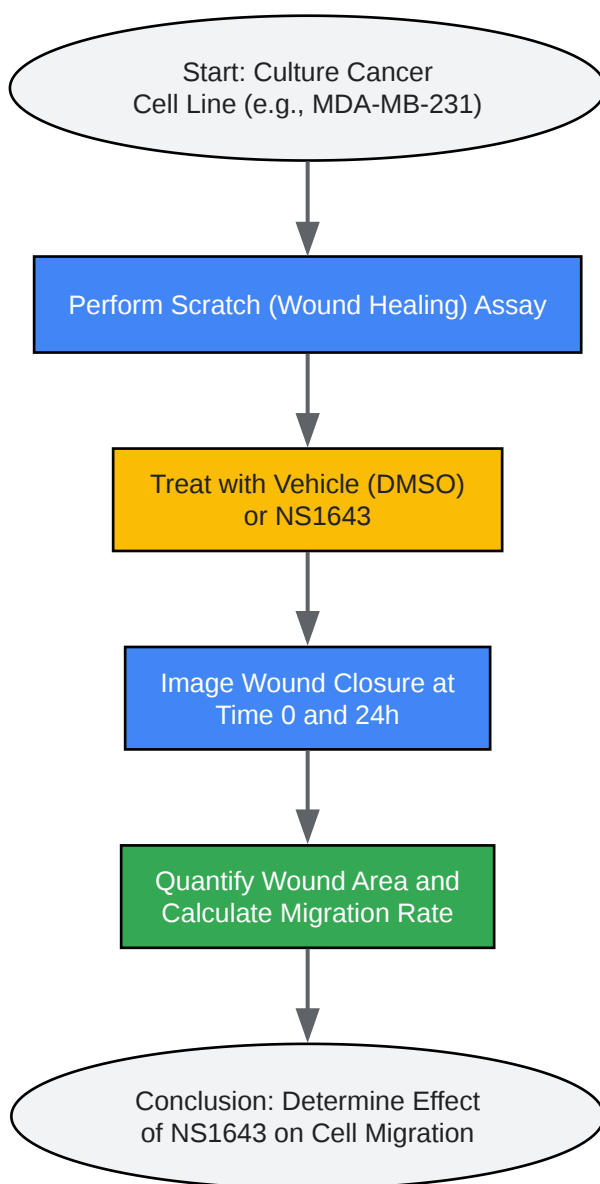 Start: Culture Cancer
Cell Line (e.g., MDA-MB-231)
Perform Scratch (Wound Healing) Assay
Treat with Vehicle (DMSO)
or NS1643
Image Wound Closure at
Time 0 and 24h
Quantify Wound Area and
Calculate Migration Rate
Conclusion: Determine Effect
of NS1643 on Cell Migration